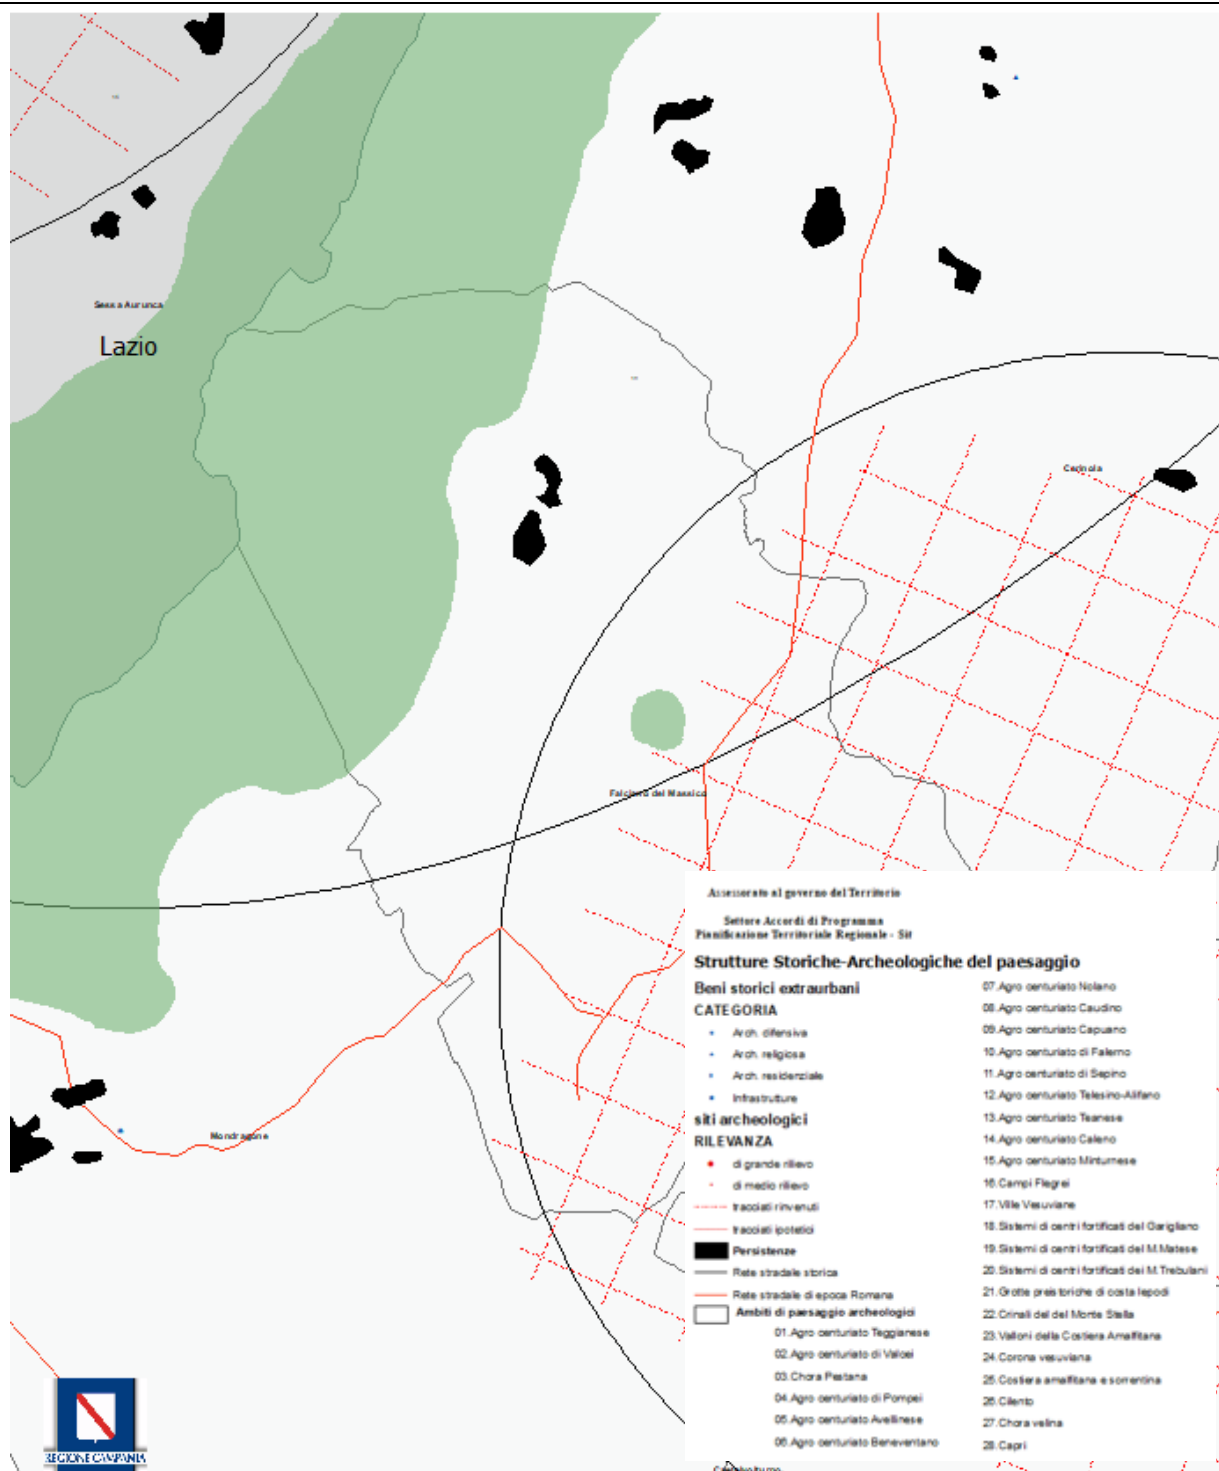 Sessa Aurunca
Lazio
Cerinola
Falciano del Massico
Mondragone
Assessorato al governo del Territorio
Settore Accordi di Programma
Pianificazione Territoriale Regionale - Sit
Strutture Storiche-Archeologiche del paesaggio
Beni storici extraurbani
CATEGORIA
Arch. difensiva
Arch. religiosa
Arch. residenziale
Infrastrutture
siti archeologici
RILEVANZA
di grande rilievo
di medio rilievo
tracciati rinvenuti
tracciati ipotetici
Persistenze
Rete stradale storica
Rete stradale di epoca Romana
Ambiti di paesaggio archeologici
01.Agro centuriato Teggianese
02.Agro centuriato di Valcei
03.Chora Pestana
04.Agro centuriato di Pompei
05.Agro centuriato Avellinese
06.Agro centuriato Beneventano
07.Agro centuriato Nolano
08.Agro centuriato Caudino
09.Agro centuriato Capuano
10.Agro centuriato di Falerno
11.Agro centuriato di Sepino
12.Agro centuriato Telesino-Alifano
13.Agro centuriato Teanese
14.Agro centuriato Caleno
15.Agro centuriato Minturnese
16.Campi Flegrei
17.Ville Vesuviane
18.Sistemi di centri fortificati del Garigliano
19.Sistemi di centri fortificati del M.Matese
20.Sistemi di centri fortificati dei M.Trebulani
21.Grotte preistoriche di costa lepodi
22.Crinali del del Monte Stella
23.Valloni della Costiera Amalfitana
24.Corona vesuviana
25.Costiera amalfitana e sorrentina
26.Cilento
27.Chora velina
28.Capri
REGIONE CAMPANIA